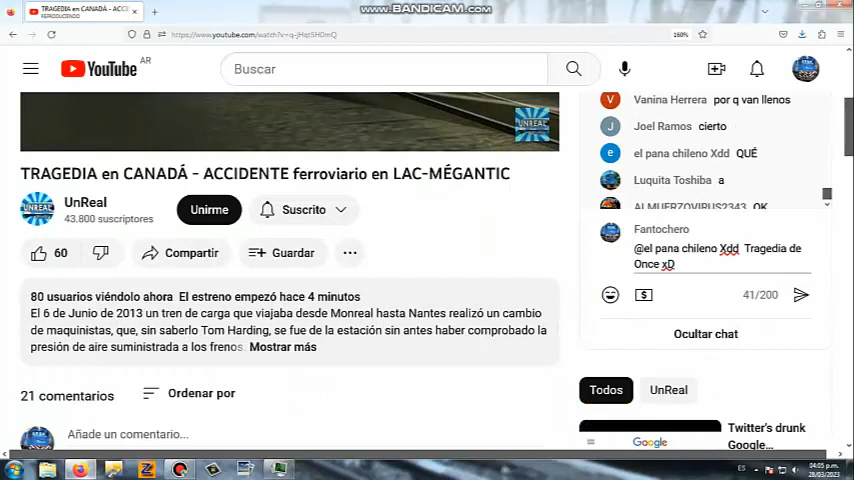 www.BANDICAM.com
TRAGEDIA en CANADÁ - ACCIDENTE
REPRODUCIENDO
https://www.youtube.com/watch?v=q-jHqtSH0mQ
160%
YouTube AR
Buscar
UNREAL
Vanina Herrera por q van llenos
Joel Ramos cierto
el pana chileno Xdd QUÉ
Luquita Toshiba a
ALMUERZOVIRUS2343 OK
TRAGEDIA en CANADÁ - ACCIDENTE ferroviario en LAC-MÉGANTIC
UnReal
43.800 suscriptores
Unirme
Suscrito
Fantochero
@el pana chileno Xdd Tragedia de
Once xD
41/200
60
Compartir
Guardar
Ocultar chat
80 usuarios viéndolo ahora El estreno empezó hace 4 minutos
El 6 de Junio de 2013 un tren de carga que viajaba desde Monreal hasta Nantes realizó un cambio
de maquinistas, que, sin saberlo Tom Harding, se fue de la estación sin antes haber comprobado la
presión de aire suministrada a los frenos. Mostrar más
21 comentarios
Ordenar por
Todos
UnReal
Añade un comentario...
Twitter's drunk
Google...
Google
ES
04:05 p.m.
26/03/2023